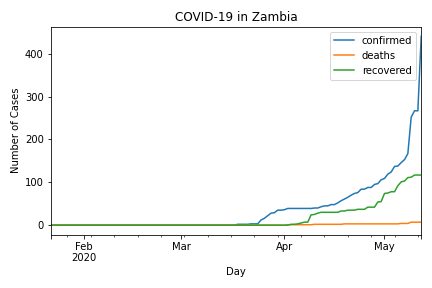 COVID-19 in Zambia
confirmed
deaths
recovered
Number of Cases
400
300
200
100
0
Feb
2020
Mar
Apr
May
Day